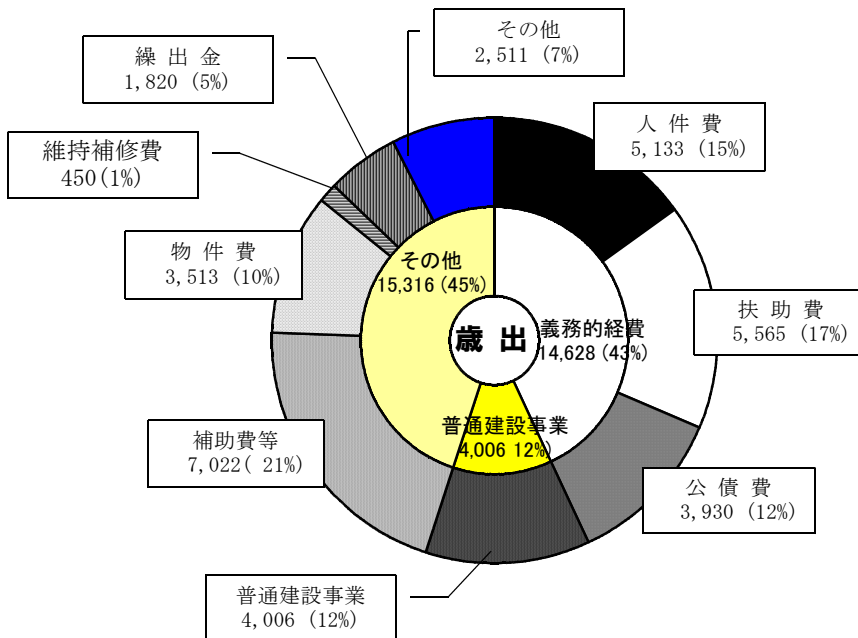 その他
2,511 (7%)
繰 出 金
1,820 (5%)
人 件 費
5,133 (15%)
維持補修費
450(1%)
物 件 費
3,513 (10%)
その他
15,316 (45%)
扶 助 費
5,565 (17%)
歳 出
義務的経費
14,628 (43%)
普通建設事業
4,006 12%)
補助費等
7,022( 21%)
公 債 費
3,930 (12%)
普通建設事業
4,006 (12%)